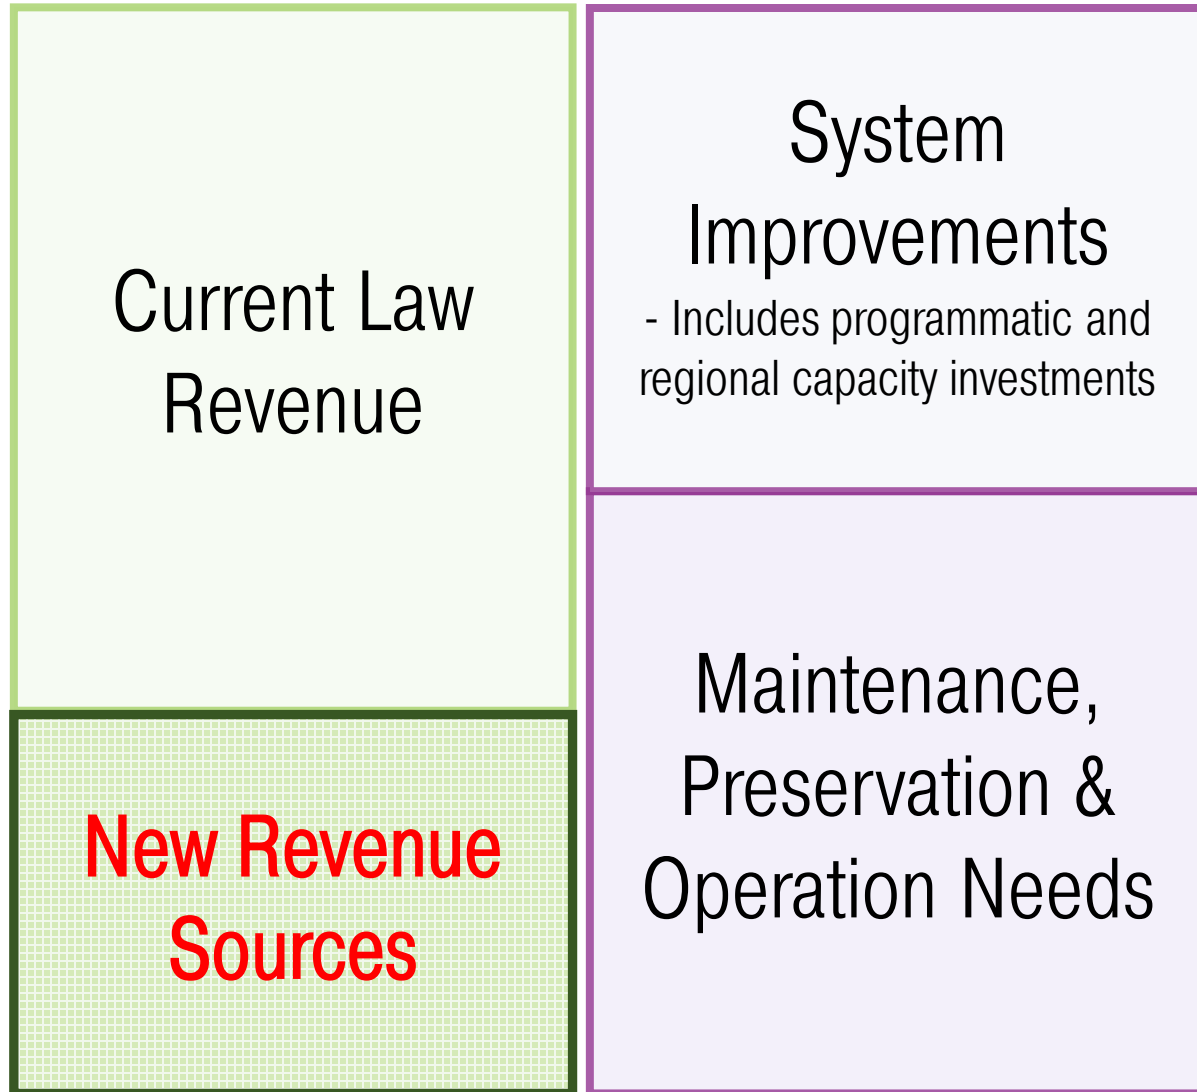 Current Law
Revenue
New Revenue
Sources
System
Improvements
- Includes programmatic and
regional capacity investments
Maintenance,
Preservation &
Operation Needs